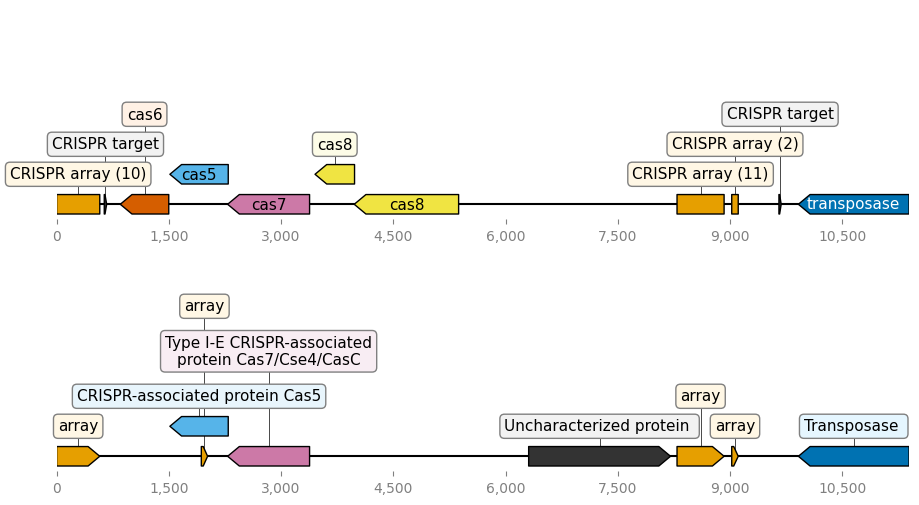 cas6
CRISPR target
CRISPR target
cas8
CRISPR array (2)
CRISPR array (10)
cas5
CRISPR array (11)
cas7
cas8
transposase
0
1,500
3,000
4,500
6,000
7,500
9,000
10,500
array
Type I-E CRISPR-associated
protein Cas7/Cse4/CasC
CRISPR-associated protein Cas5
array
array
Uncharacterized protein
array
Transposase
0
1,500
3,000
4,500
6,000
7,500
9,000
10,500